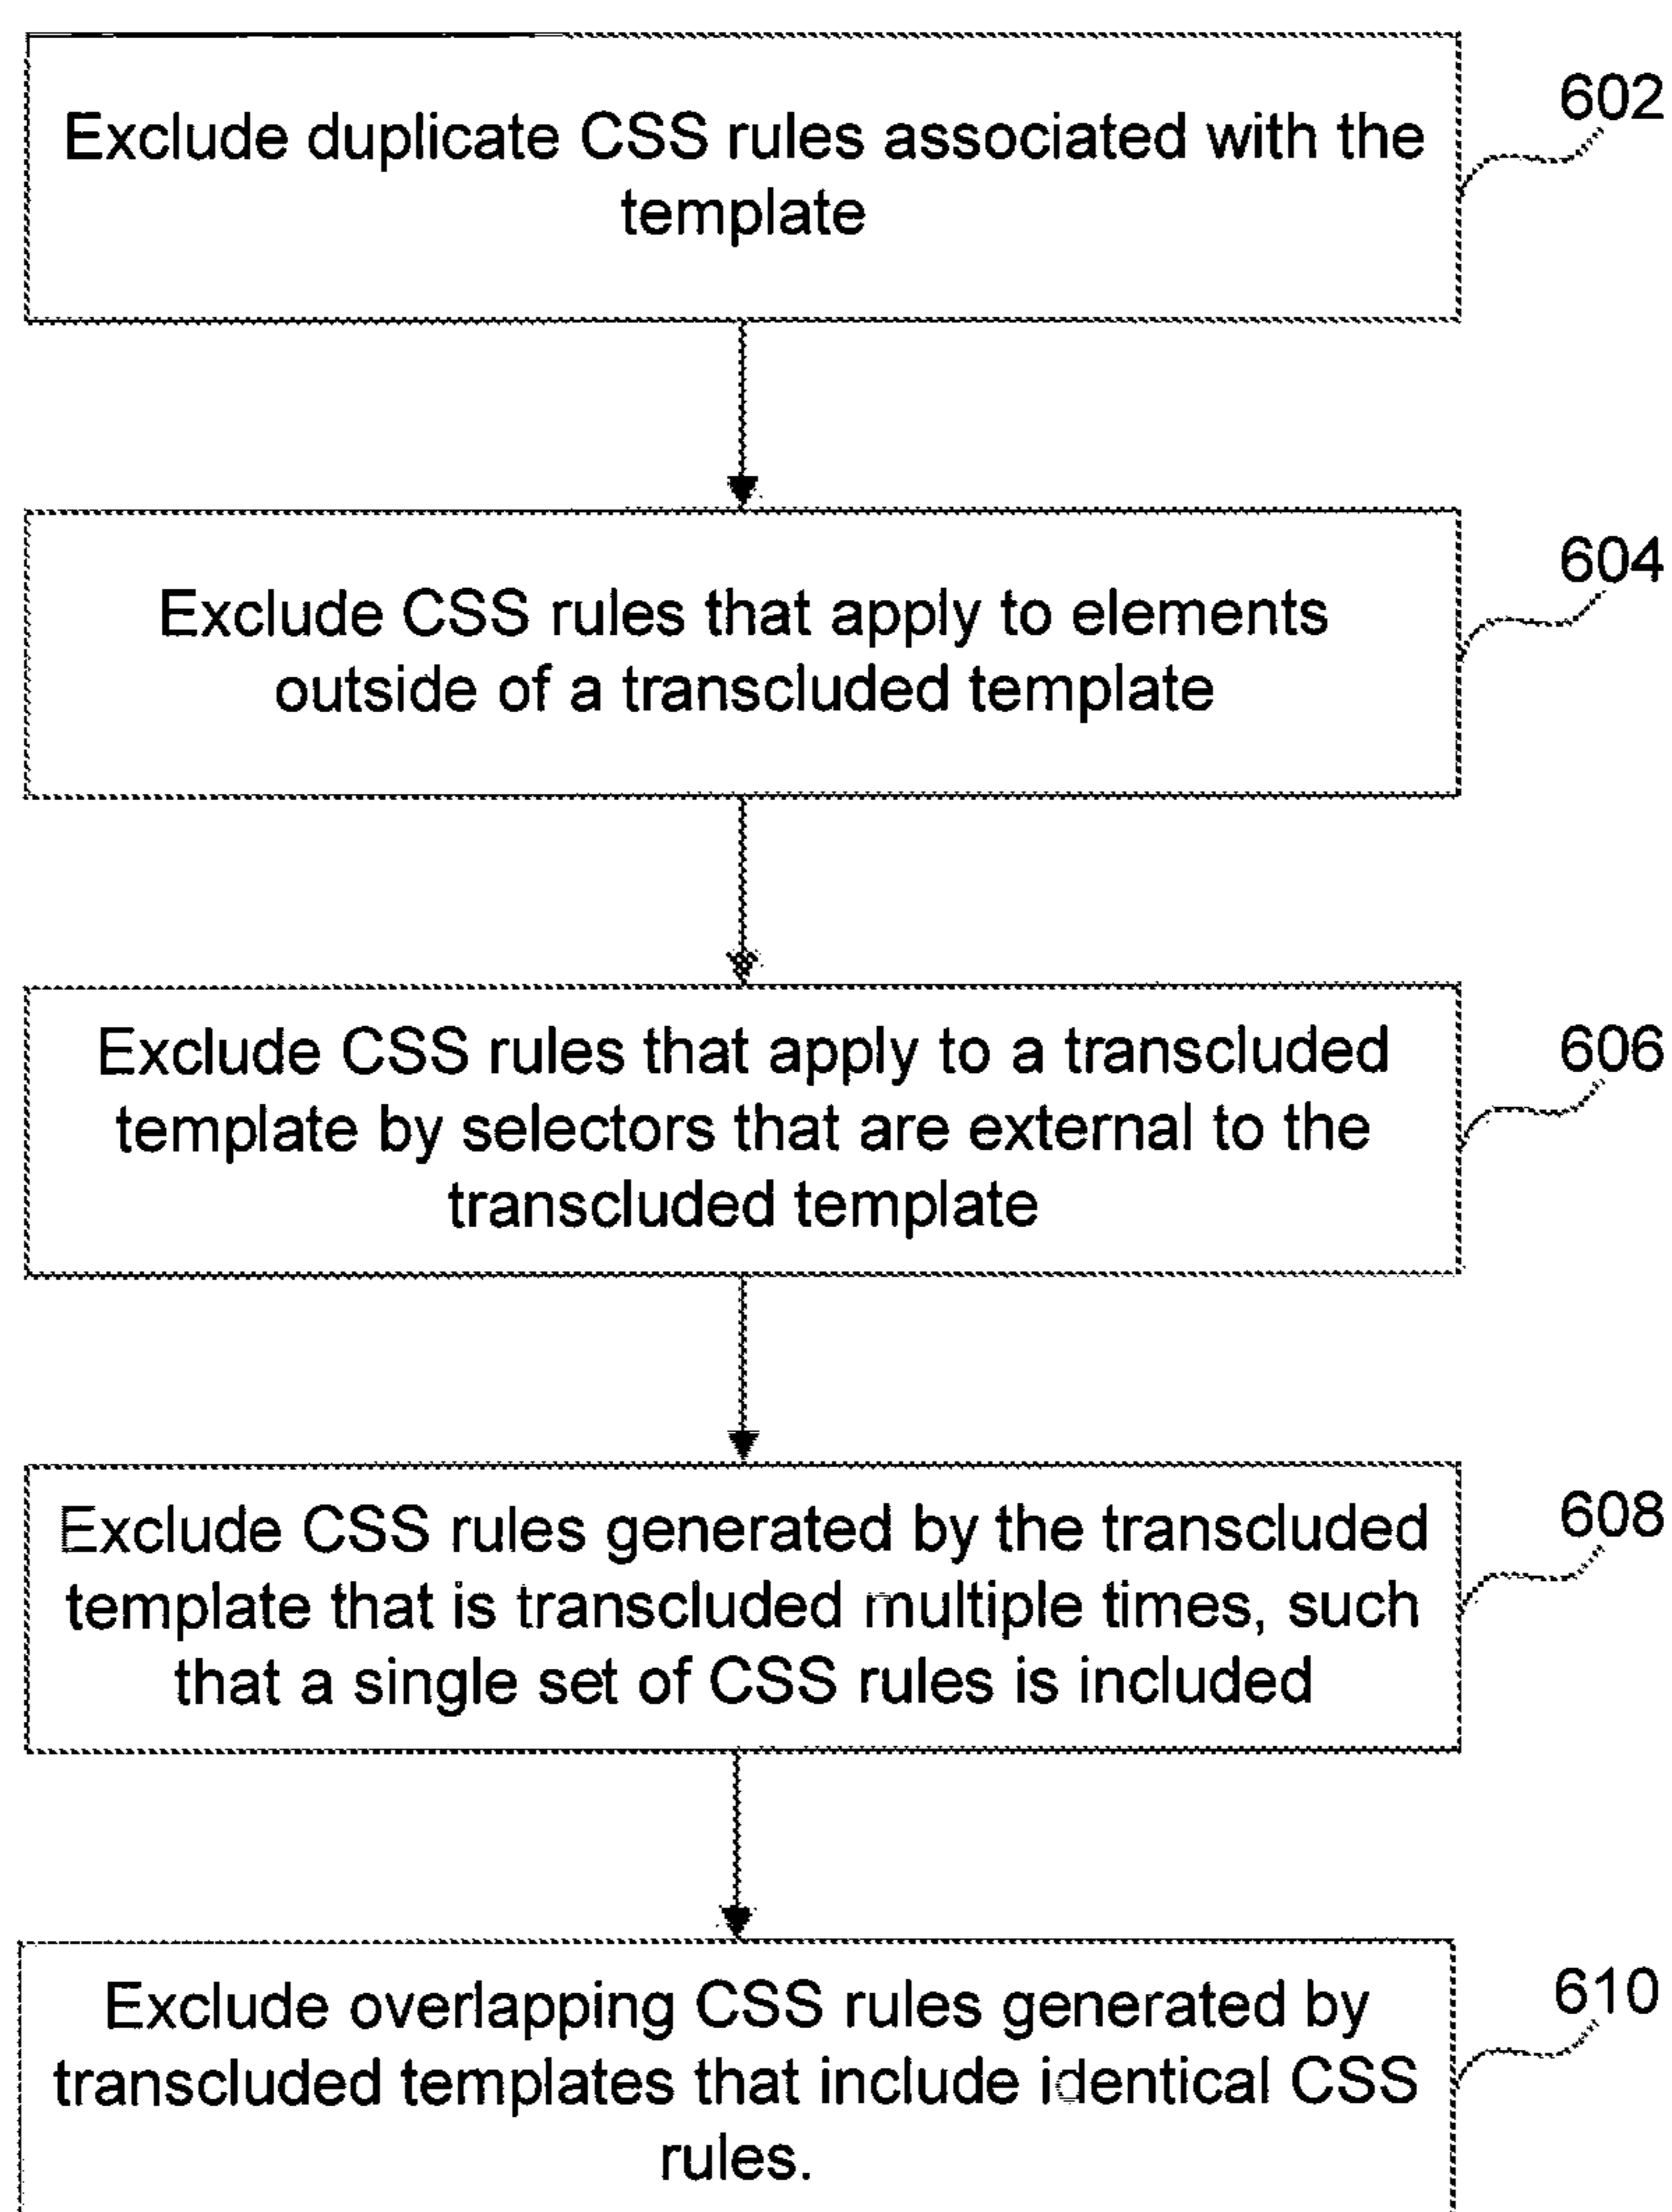 Exclude duplicate CSS rules associated with the
template
602
Exclude CSS rules that apply to elements
outside of a transcluded template
604
Exclude CSS rules that apply to a transcluded
template by selectors that are external to the
transcluded template
606
Exclude CSS rules generated by the transcluded
template that is transcluded multiple times, such
that a single set of CSS rules is included
608
Exclude overlapping CSS rules generated by
transcluded templates that include identical CSS
rules.
610